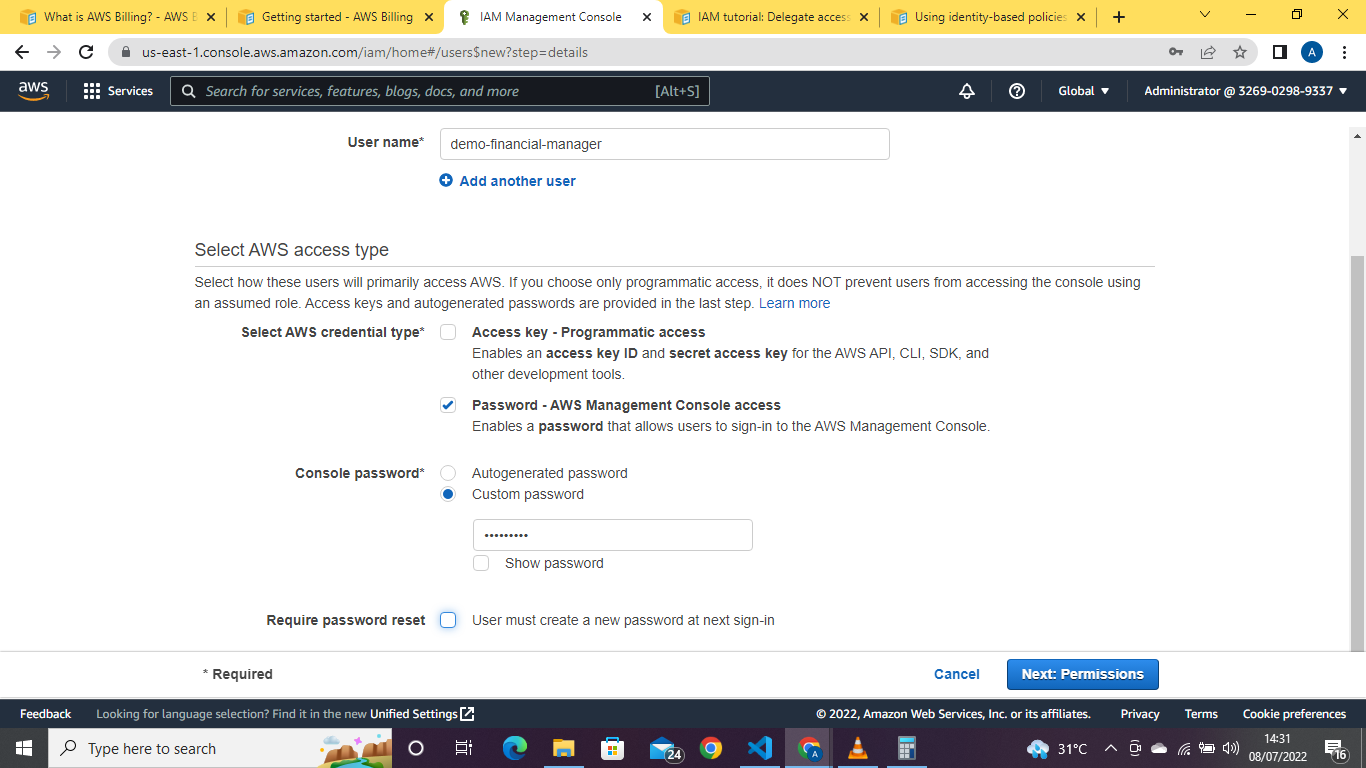 What is AWS Billing? - AWS B
Getting started - AWS Billing
IAM Management Console
IAM tutorial: Delegate access
Using identity-based policies
us-east-1.console.aws.amazon.com/iam/home#/users$new?step=details
A
aws
Services
Search for services, features, blogs, docs, and more
[Alt+S]
Global
Administrator @ 3269-0298-9337
User name*
demo-financial-manager
Add another user
Select AWS access type
Select how these users will primarily access AWS. If you choose only programmatic access, it does NOT prevent users from accessing the console using
an assumed role. Access keys and autogenerated passwords are provided in the last step. Learn more
Select AWS credential type*
Access key - Programmatic access
Enables an access key ID and secret access key for the AWS API, CLI, SDK, and
other development tools.
Password - AWS Management Console access
Enables a password that allows users to sign-in to the AWS Management Console.
Console password*
Autogenerated password
Custom password
•••••••••
Show password
Require password reset
User must create a new password at next sign-in
* Required
Cancel
Next: Permissions
Feedback
Looking for language selection? Find it in the new Unified Settings
© 2022, Amazon Web Services, Inc. or its affiliates.
Privacy
Terms
Cookie preferences
Type here to search
24
A
31°C
14:31
08/07/2022
16